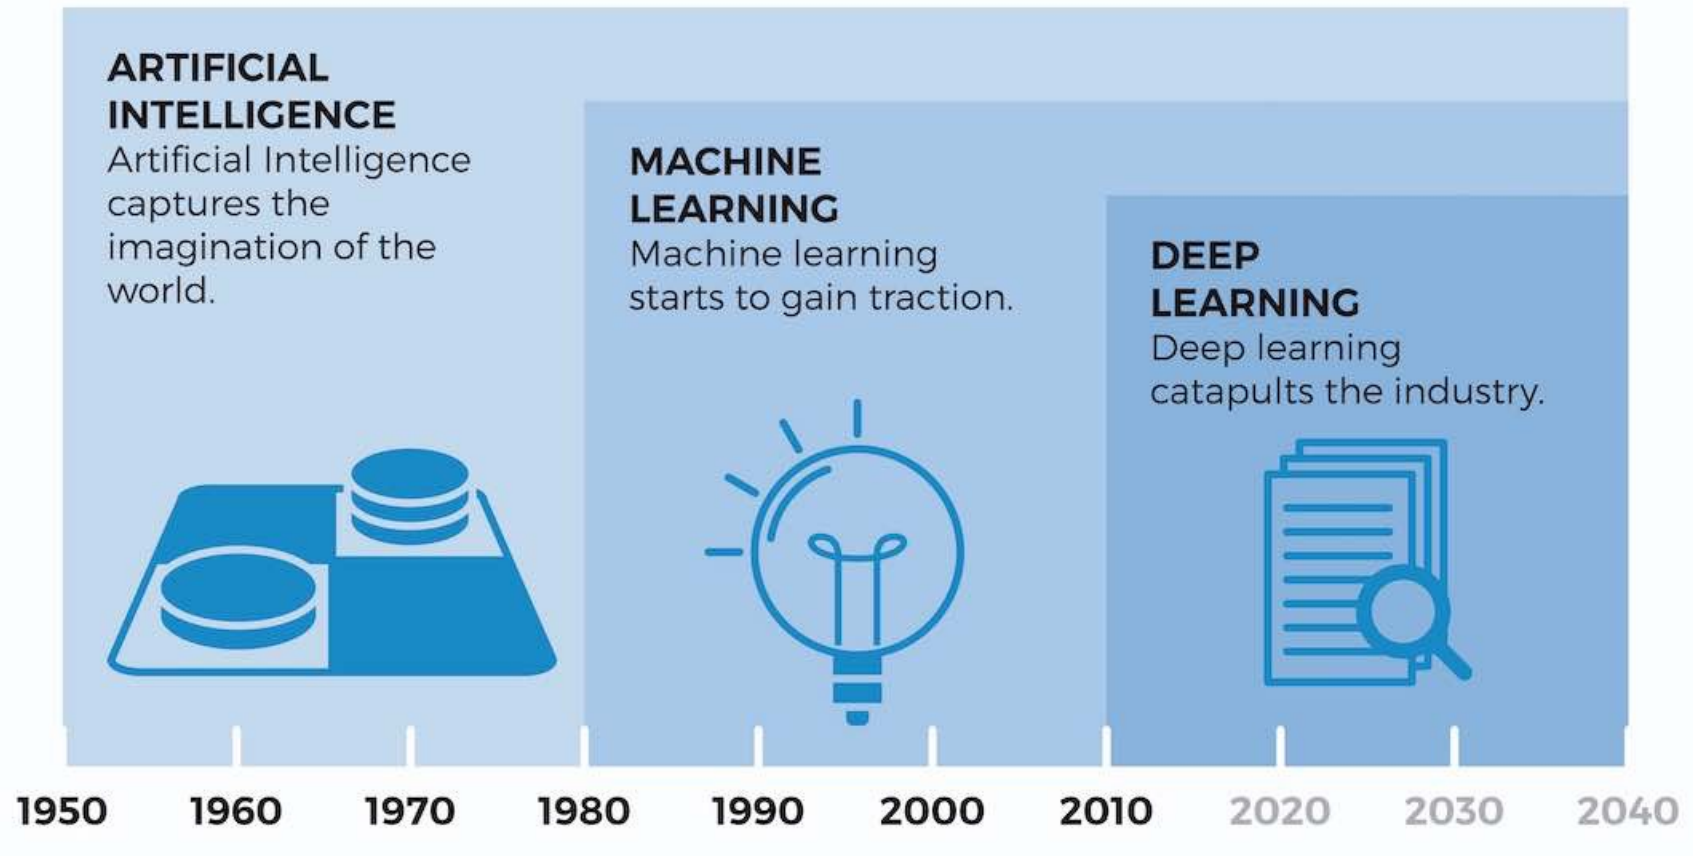 ARTIFICIAL
INTELLIGENCE
Artificial Intelligence
captures the
imagination of the
world.
MACHINE
LEARNING
Machine learning
starts to gain traction.
DEEP
LEARNING
Deep learning
catapults the industry.
1950 1960 1970 1980 1990 2000 2010 2020 2030 2040